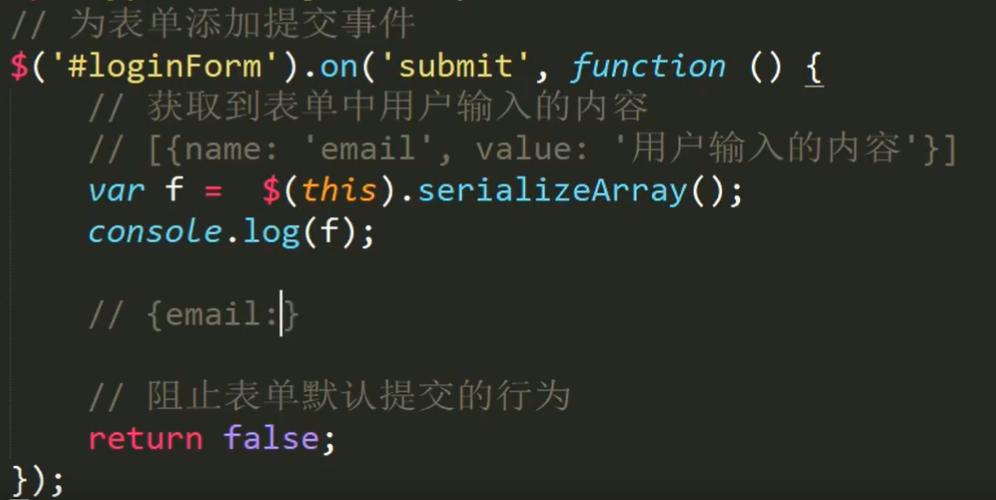 // 为表单添加提交事件
$('#loginForm').on('submit', function () {
// 获取到表单中用户输入的内容
// [{name: 'email', value: '用户输入的内容'}]
var f =  $(this).serializeArray();
console.log(f);
// {email:}
// 阻止表单默认提交的行为
return false;
});